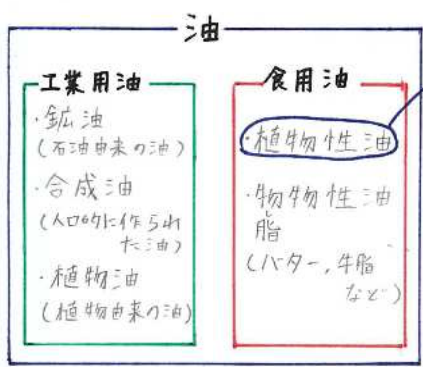 油
工業用油
・鉱油
(石油由来の油)
・合成油
(人口的に作られ
た油)
・植物油
(植物由来の油)
食用油
・植物性油
・物物性油
脂
(バター、牛脂
など)